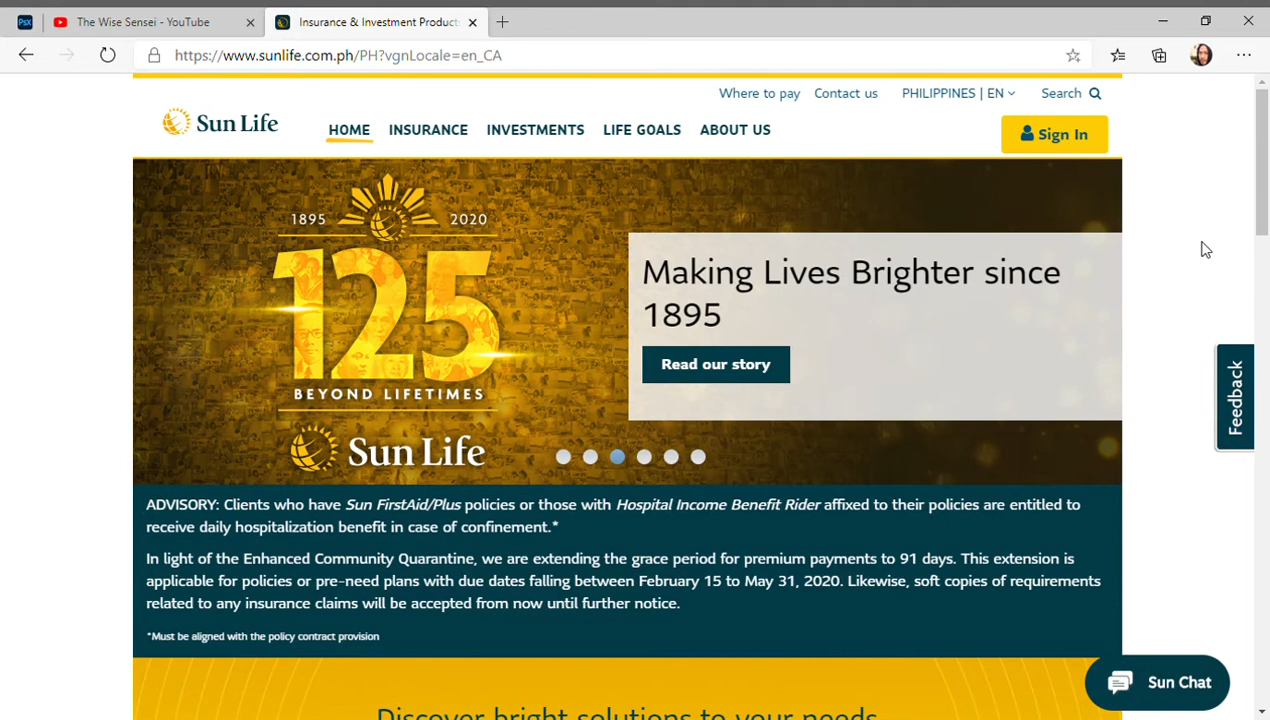 PsX
The Wise Sensei - YouTube
Insurance & Investment Product
https://www.sunlife.com.ph/PH?vgnLocale=en_CA
Where to pay Contact us PHILIPPINES | EN Search
Sun Life
HOME INSURANCE INVESTMENTS LIFE GOALS ABOUT US
Sign In
1895 2020
125
BEYOND LIFETIMES
Sun Life
Making Lives Brighter since
1895
Read our story
Feedback
ADVISORY: Clients who have Sun FirstAid/Plus policies or those with Hospital Income Benefit Rider affixed to their policies are entitled to
receive daily hospitalization benefit in case of confinement.*
In light of the Enhanced Community Quarantine, we are extending the grace period for premium payments to 91 days. This extension is
applicable for policies or pre-need plans with due dates falling between February 15 to May 31, 2020. Likewise, soft copies of requirements
related to any insurance claims will be accepted from now until further notice.
*Must be aligned with the policy contract provision
Sun Chat
Discover bright solutions to your needs